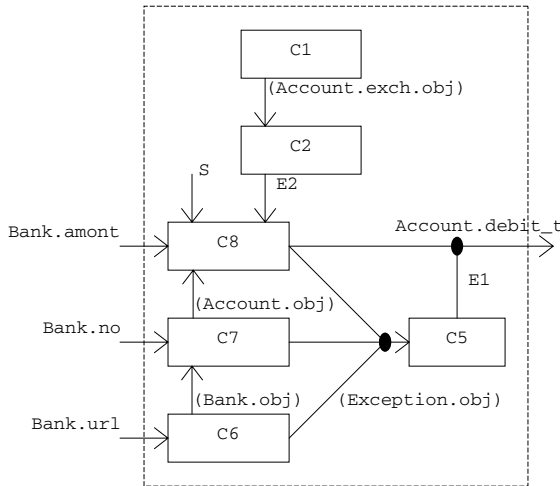 C1
(Account.exch.obj)
C2
S
E2
Account.debit_t
Bank.amont
C8
E1
(Account.obj)
Bank.no
C7
C5
(Bank.obj)
(Exception.obj)
Bank.url
C6